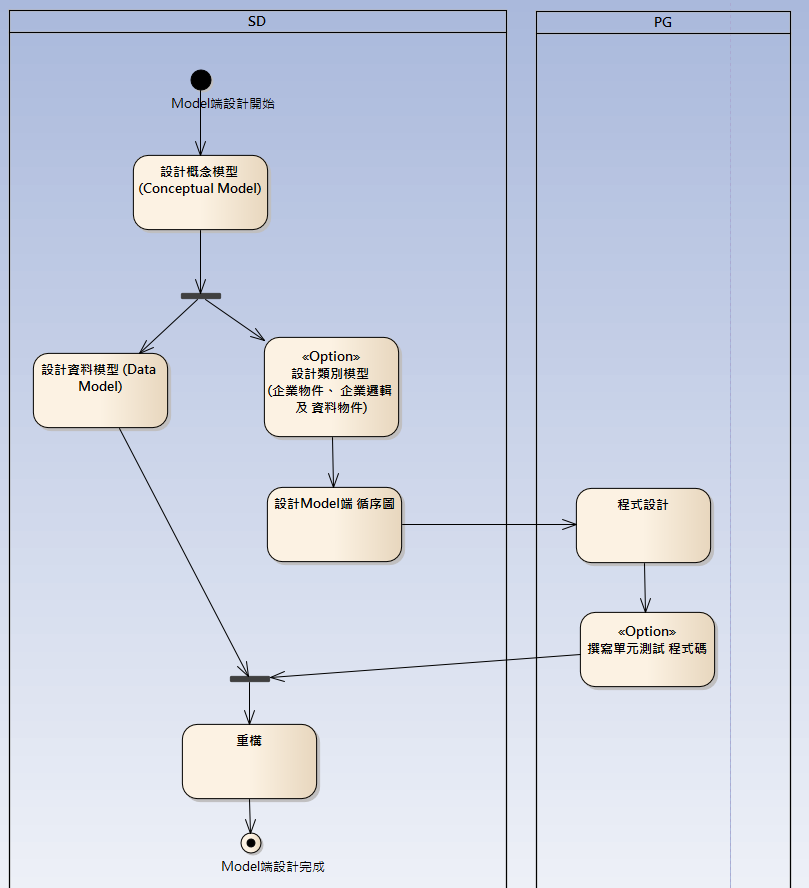 SD
PG
Model端設計開始
設計概念模型
(Conceptual Model)
設計資料模型 (Data
Model)
«Option»
設計類別模型
(企業物件、 企業邏輯
及 資料物件)
設計Model端 循序圖
程式設計
«Option»
撰寫單元測試 程式碼
重構
Model端設計完成